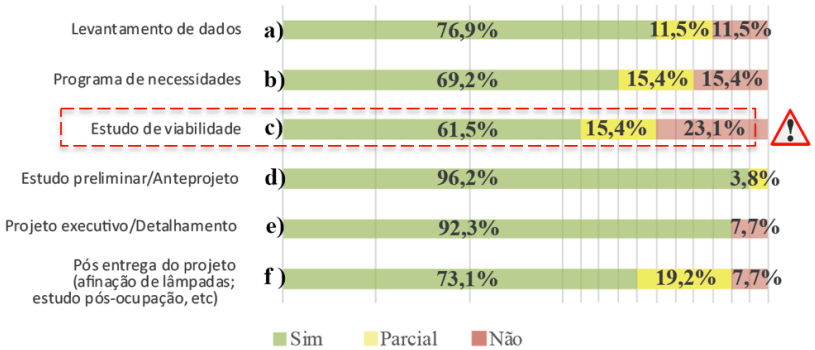 Levantamento de dados a) 76,9% 11,5% 11,5%
Programa de necessidades b) 69,2% 15,4% 15,4%
Estudo de viabilidade c) 61,5% 15,4% 23,1% !
Estudo preliminar/Anteprojeto d) 96,2% 3,8%
Projeto executivo/Detalhamento e) 92,3% 7,7%
Pós entrega do projeto
(afinação de lâmpadas; f ) 73,1% 19,2% 7,7%
estudo pós-ocupação, etc)
Sim Parcial Não